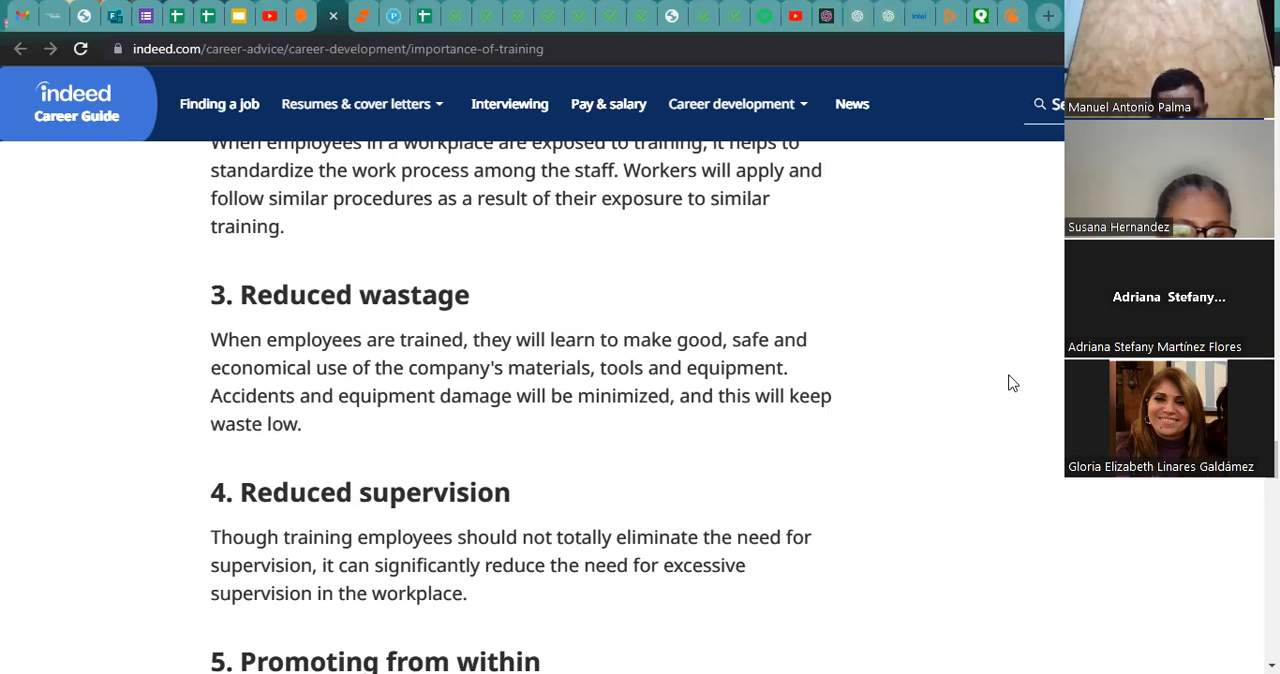 indeed.com/career-advice/career-development/importance-of-training
indeed
Career Guide
Finding a job
Resumes & cover letters
Interviewing
Pay & salary
Career development
News
Se
When employees in a workplace are exposed to training, it helps to
standardize the work process among the staff. Workers will apply and
follow similar procedures as a result of their exposure to similar
training.
3. Reduced wastage
When employees are trained, they will learn to make good, safe and
economical use of the company's materials, tools and equipment.
Accidents and equipment damage will be minimized, and this will keep
waste low.
4. Reduced supervision
Though training employees should not totally eliminate the need for
supervision, it can significantly reduce the need for excessive
supervision in the workplace.
5. Promoting from within
Manuel Antonio Palma
Susana Hernandez
Adriana Stefany...
Adriana Stefany Martínez Flores
Gloria Elizabeth Linares Galdámez